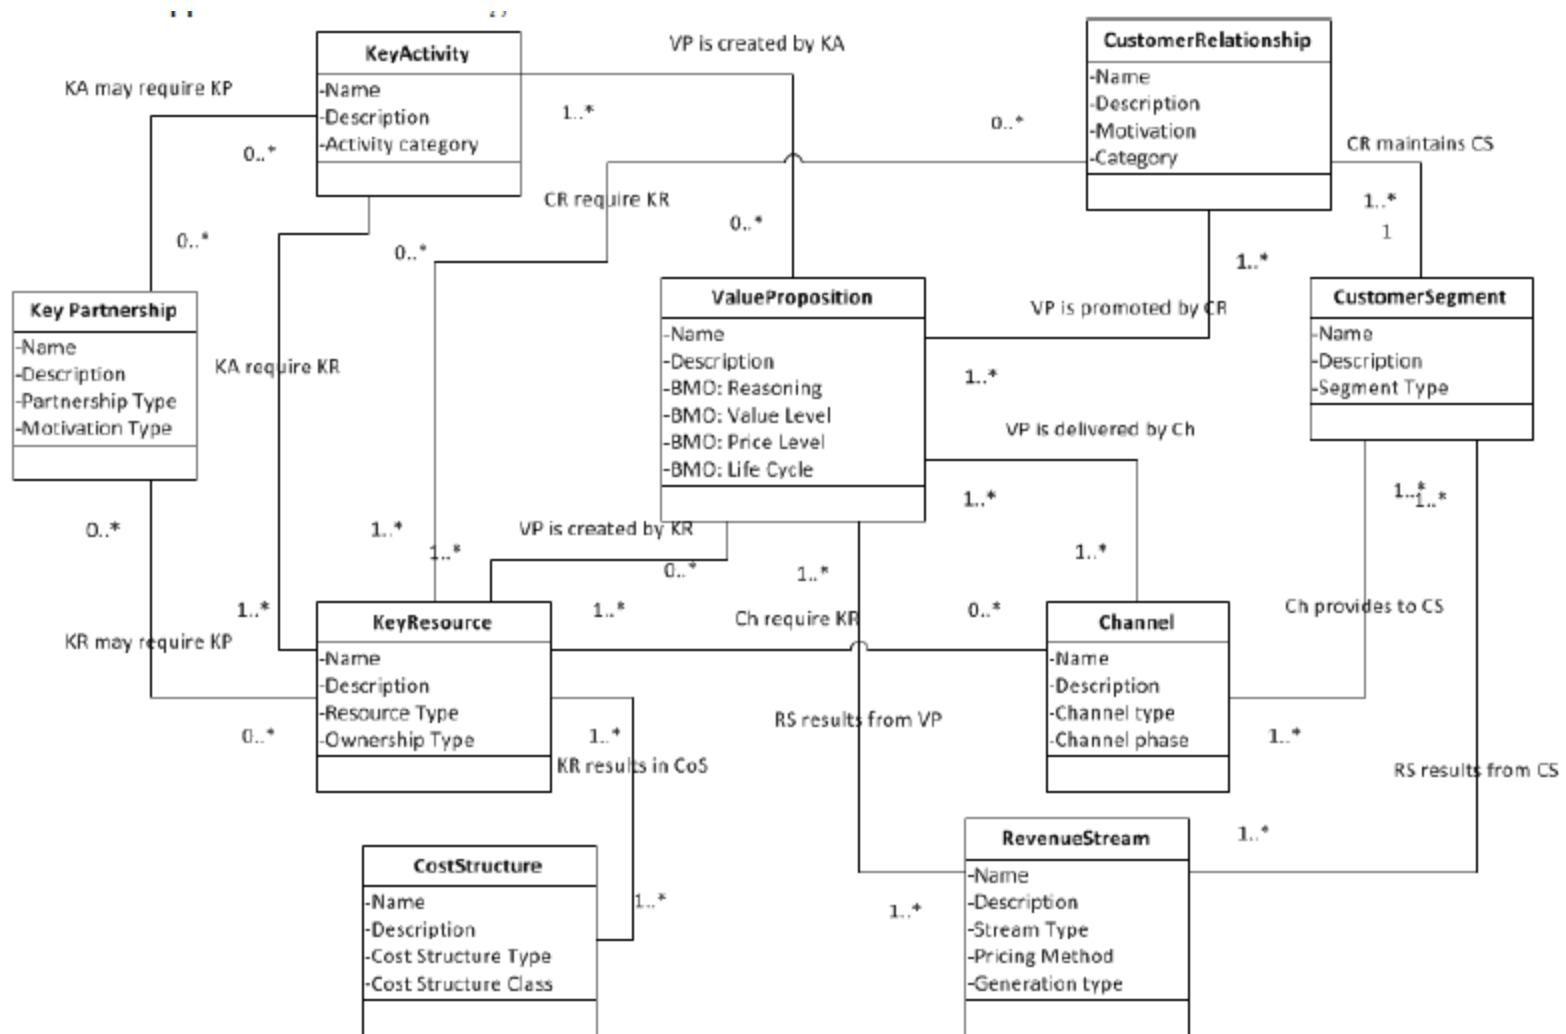 KeyActivity
-Name
-Description
-Activity category
VP is created by KA
CustomerRelationship
-Name
-Description
-Motivation
-Category
KA may require KP
0..*
0..*
1..*
0..*
0..*
CR maintains CS
1..*
1
CR require KR
0..*
Key Partnership
-Name
-Description
-Partnership Type
-Motivation Type
KA require KR
ValueProposition
-Name
-Description
-BMO: Reasoning
-BMO: Value Level
-BMO: Price Level
-BMO: Life Cycle
1..*
VP is promoted by CR
1..*
CustomerSegment
-Name
-Description
-Segment Type
VP is delivered by Ch
1..*
1..*
1..*
1..*
0..*
1..*
1..*
VP is created by KR
0..*
1..*
1..*
KR may require KP
0..*
KeyResource
-Name
-Description
-Resource Type
-Ownership Type
1..*
Ch require KR
0..*
Channel
-Name
-Description
-Channel type
-Channel phase
Ch provides to CS
1..*
RS results from VP
1..*
KR results in CoS
RS results from CS
CostStructure
-Name
-Description
-Cost Structure Type
-Cost Structure Class
1..*
1..*
RevenueStream
-Name
-Description
-Stream Type
-Pricing Method
-Generation type
1..*